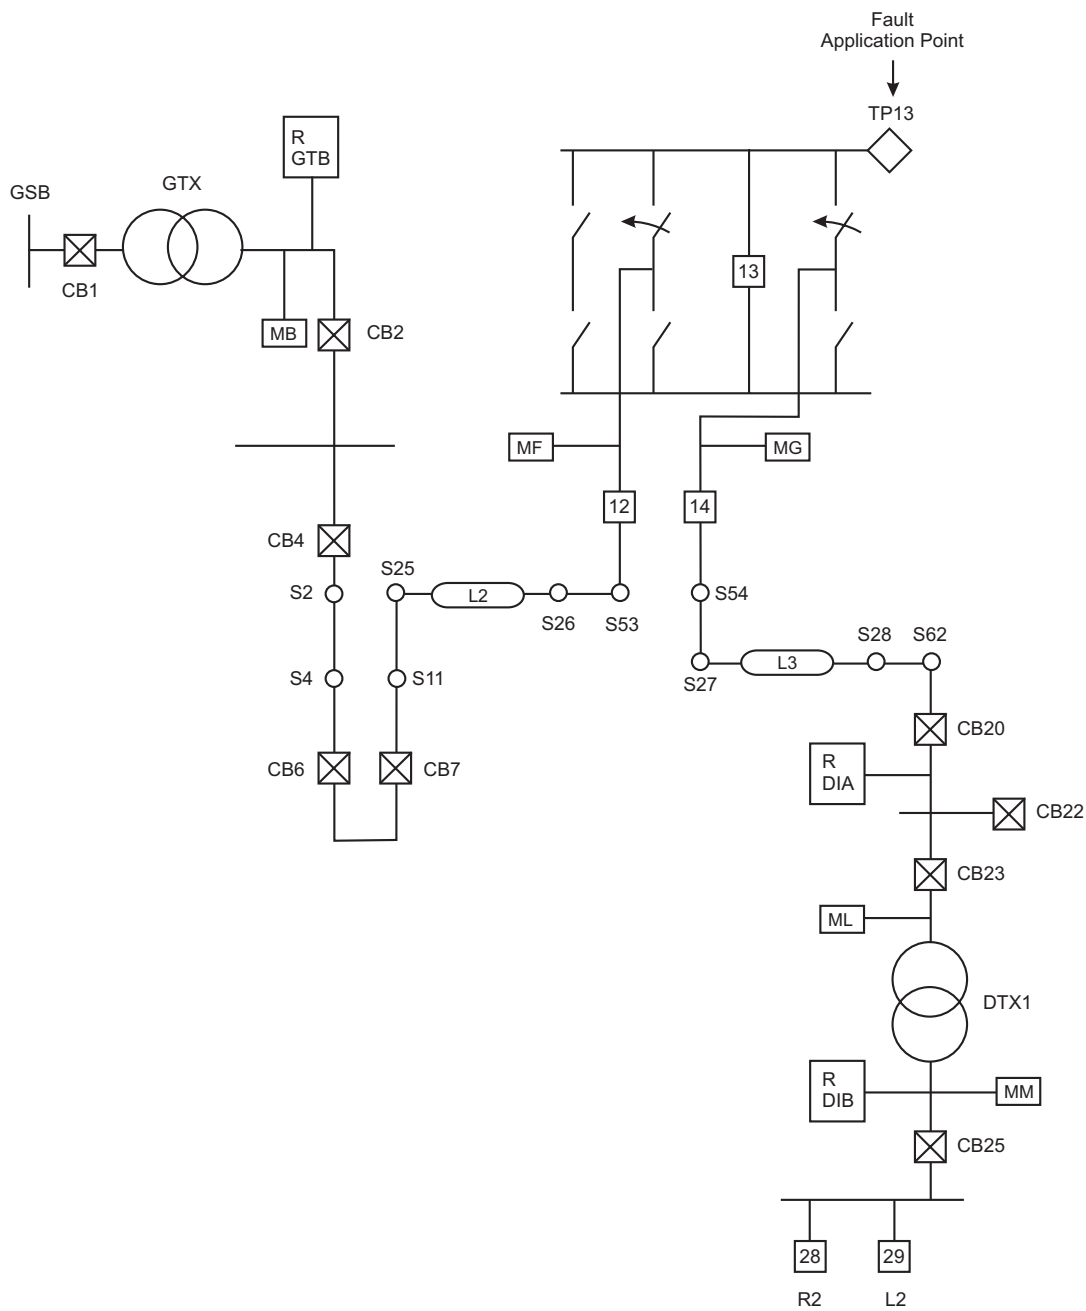 Fault
Application Point
TP13
R
GTB
GTX
GSB
CB1
MB
CB2
13
MF
MG
12
14
CB4
S25
S2
L2
S26
S53
S54
S28
S62
S4
S11
S27
L3
CB20
CB6
CB7
R
DIA
CB22
CB23
ML
DTX1
R
DIB
MM
CB25
28
29
R2
L2